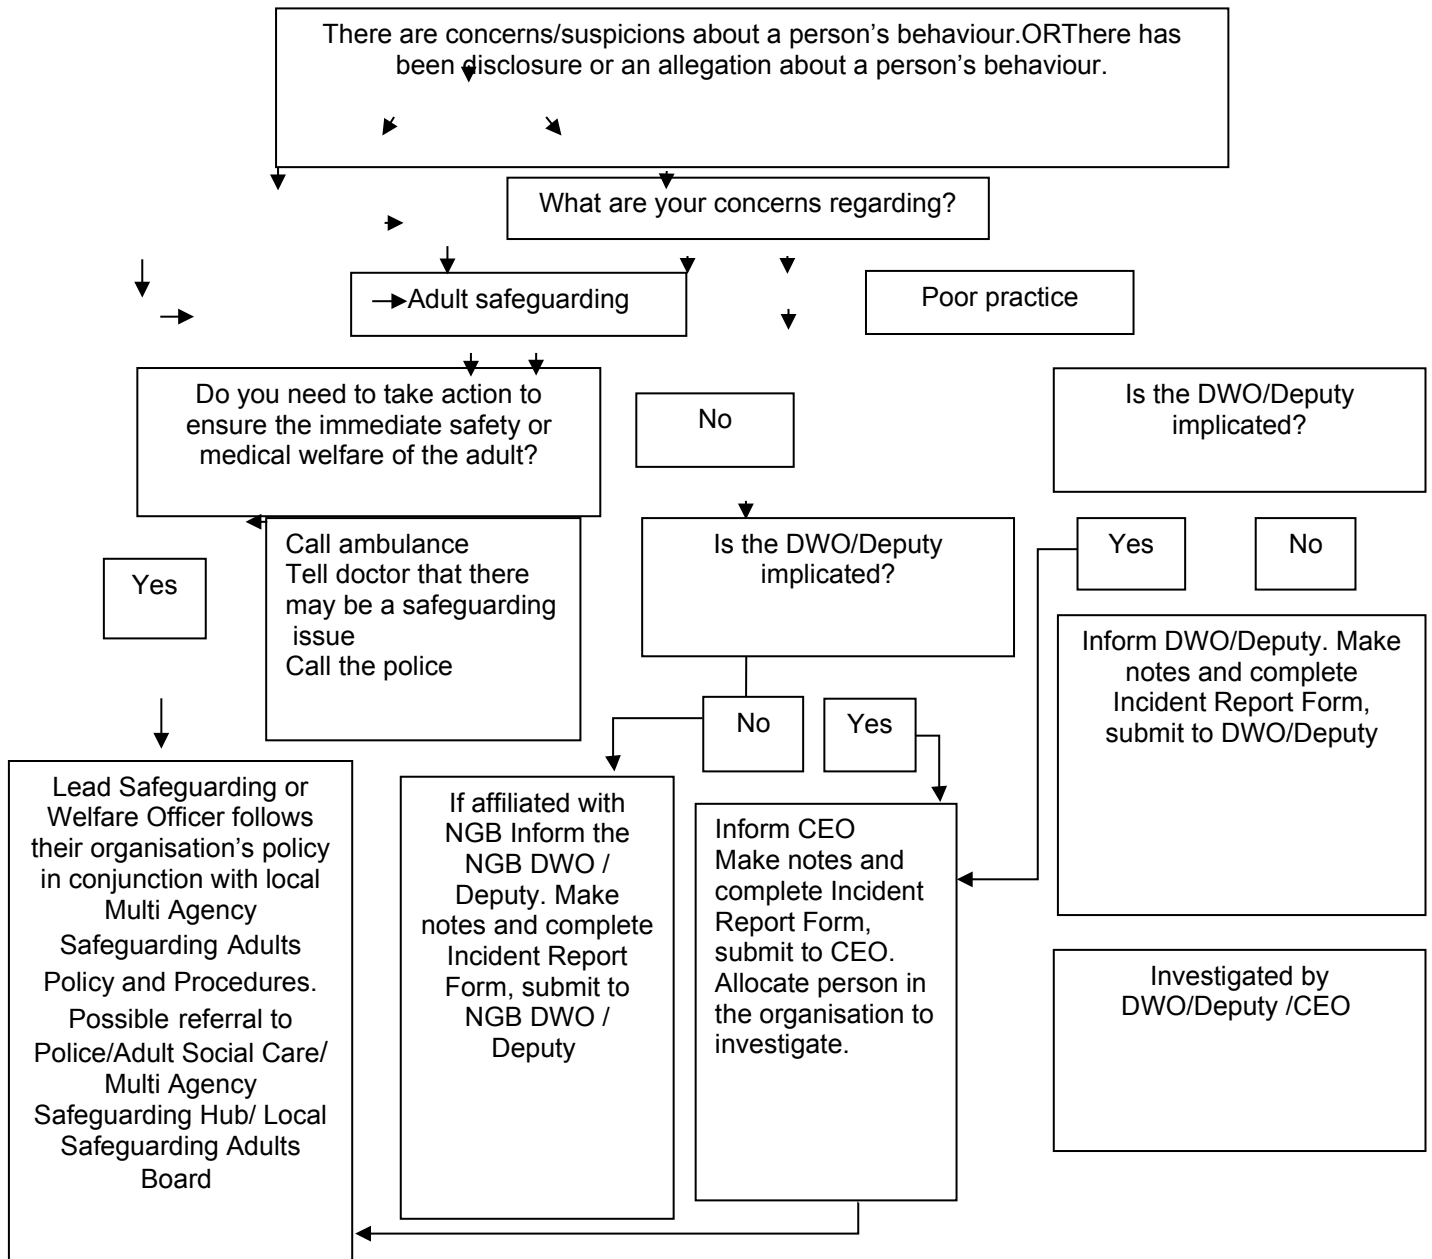 There are concerns/suspicions about a person’s behaviour.ORThere has
been disclosure or an allegation about a person’s behaviour.
What are your concerns regarding?
Adult safeguarding
Poor practice
Do you need to take action to
ensure the immediate safety or
medical welfare of the adult?
No
Is the DWO/Deputy
implicated?
Yes
Call ambulance
Tell doctor that there
may be a safeguarding
issue
Call the police
Is the DWO/Deputy
implicated?
Yes
No
No
Yes
Inform DWO/Deputy. Make
notes and complete
Incident Report Form,
submit to DWO/Deputy
Lead Safeguarding or
Welfare Officer follows
their organisation’s policy
in conjunction with local
Multi Agency
Safeguarding Adults
Policy and Procedures.
Possible referral to
Police/Adult Social Care/
Multi Agency
Safeguarding Hub/ Local
Safeguarding Adults
Board
If affiliated with
NGB Inform the
NGB DWO /
Deputy. Make
notes and complete
Incident Report
Form, submit to
NGB DWO /
Deputy
Inform CEO
Make notes and
complete Incident
Report Form,
submit to CEO.
Allocate person in
the organisation to
investigate.
Investigated by
DWO/Deputy /CEO